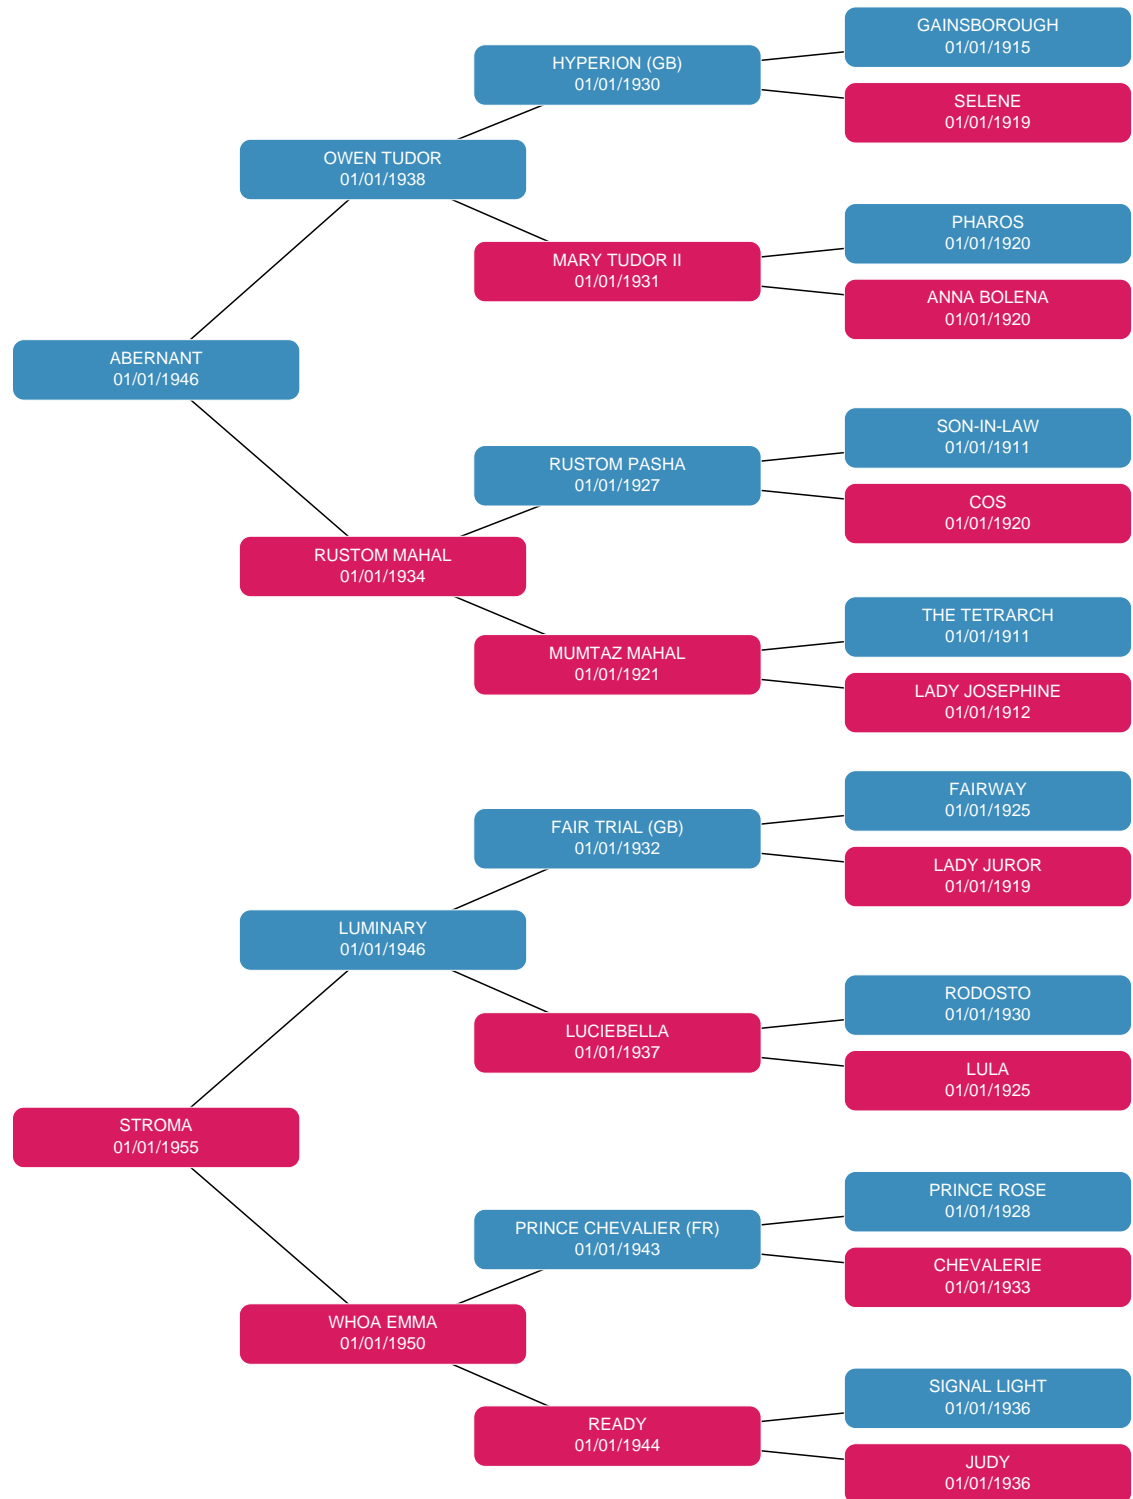 GAINSBOROUGH
01/01/1915
HYPERION (GB)
01/01/1930
SELENE
01/01/1919
OWEN TUDOR
01/01/1938
PHAROS
01/01/1920
MARY TUDOR II
01/01/1931
ANNA BOLENA
01/01/1920
ABERNANT
01/01/1946
SON-IN-LAW
01/01/1911
RUSTOM PASHA
01/01/1927
COS
01/01/1920
RUSTOM MAHAL
01/01/1934
THE TETRARCH
01/01/1911
MUMTAZ MAHAL
01/01/1921
LADY JOSEPHINE
01/01/1912
FAIRWAY
01/01/1925
FAIR TRIAL (GB)
01/01/1932
LADY JUROR
01/01/1919
LUMINARY
01/01/1946
RODOSTO
01/01/1930
LUCIEBELLA
01/01/1937
LULA
01/01/1925
STROMA
01/01/1955
PRINCE ROSE
01/01/1928
PRINCE CHEVALIER (FR)
01/01/1943
CHEVALERIE
01/01/1933
WHOA EMMA
01/01/1950
SIGNAL LIGHT
01/01/1936
READY
01/01/1944
JUDY
01/01/1936